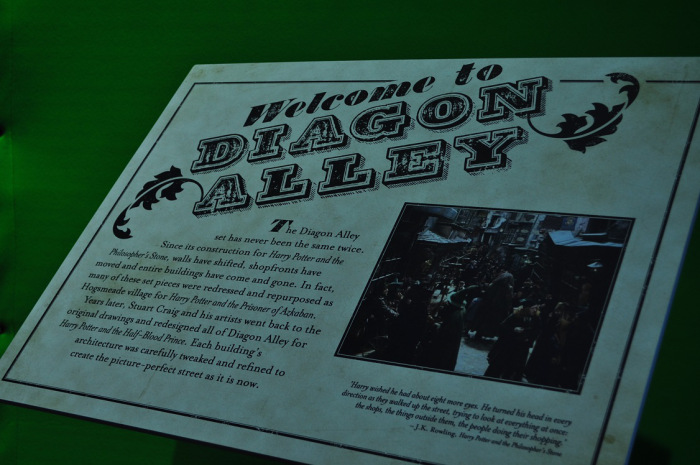 Welcome to
DIAGON
ALLEY
The Diagon Alley
set has never been the same twice.
Since its construction for Harry Potter and the
Philosopher's Stone, walls have shifted, shopfronts have
moved and entire buildings have come and gone. In fact,
many of these set pieces were redressed and repurposed as
Hogsmeade village for Harry Potter and the Prisoner of Azkaban.
Years later, Stuart Craig and his artists went back to the
original drawings and redesigned all of Diagon Alley for
Harry Potter and the Half-Blood Prince. Each building's
architecture was carefully tweaked and refined to
create the picture-perfect street as it is now.
'Harry wished he had about eight more eyes. He turned his head in every
direction as they walked up the street, trying to look at everything at once:
the shops, the things outside them, the people doing their shopping.'
–J.K. Rowling, Harry Potter and the Philosopher's Stone